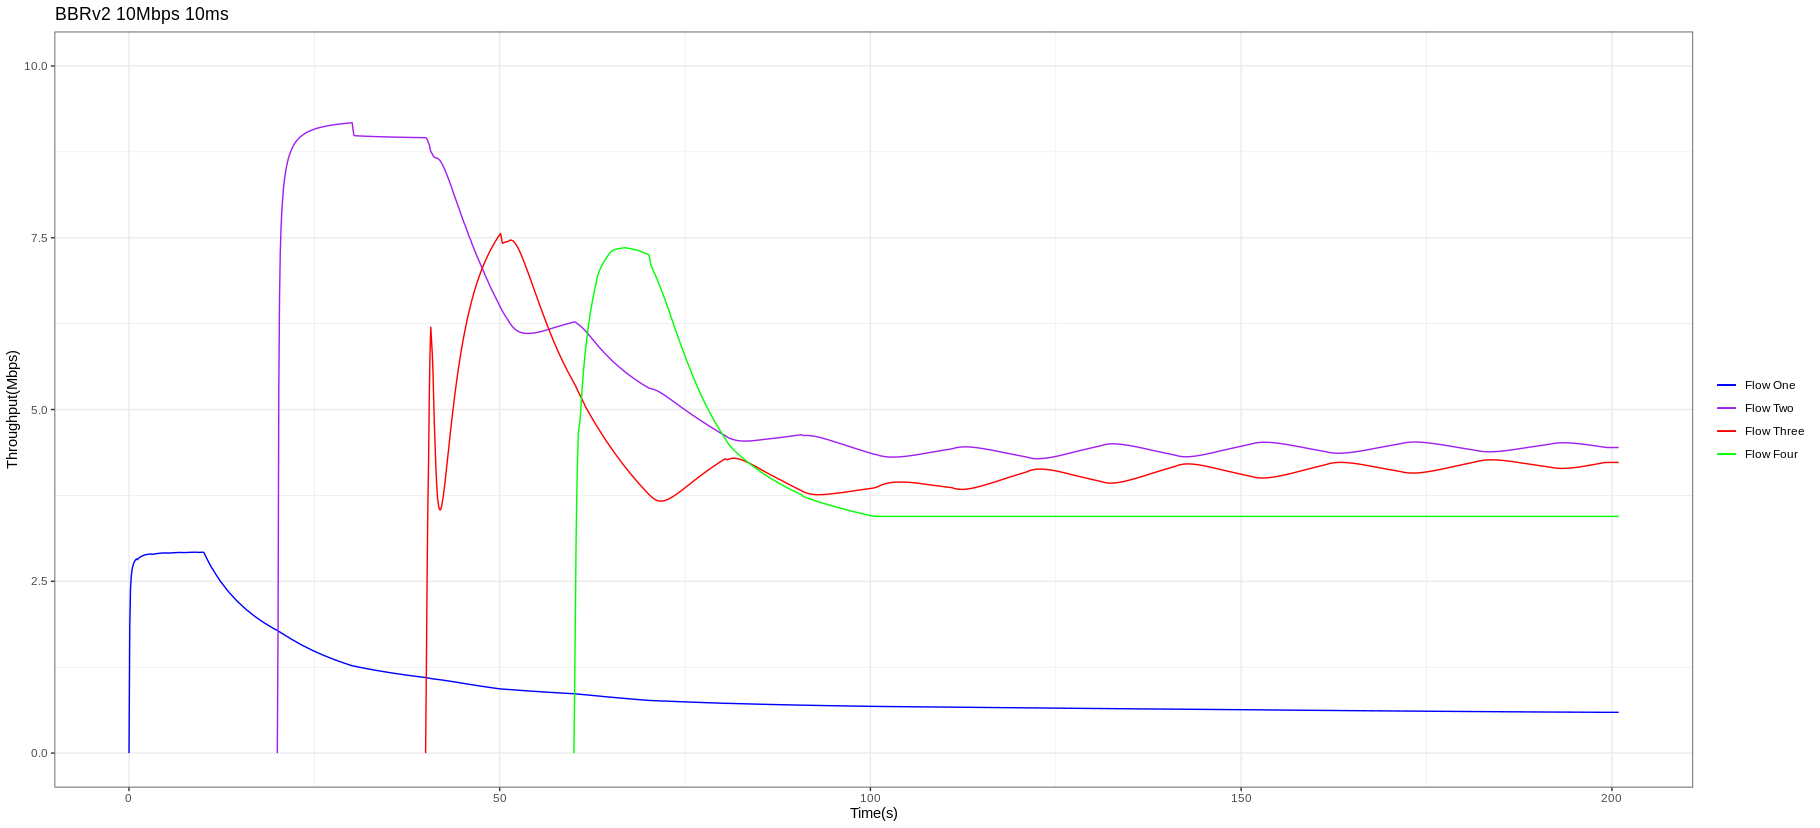 BBRv2 10Mbps 10ms
10.0
7.5
5.0
2.5
0.0
Throughput(Mbps)
0
50
100
150
200
Time(s)
Flow One
Flow Two
Flow Three
Flow Four